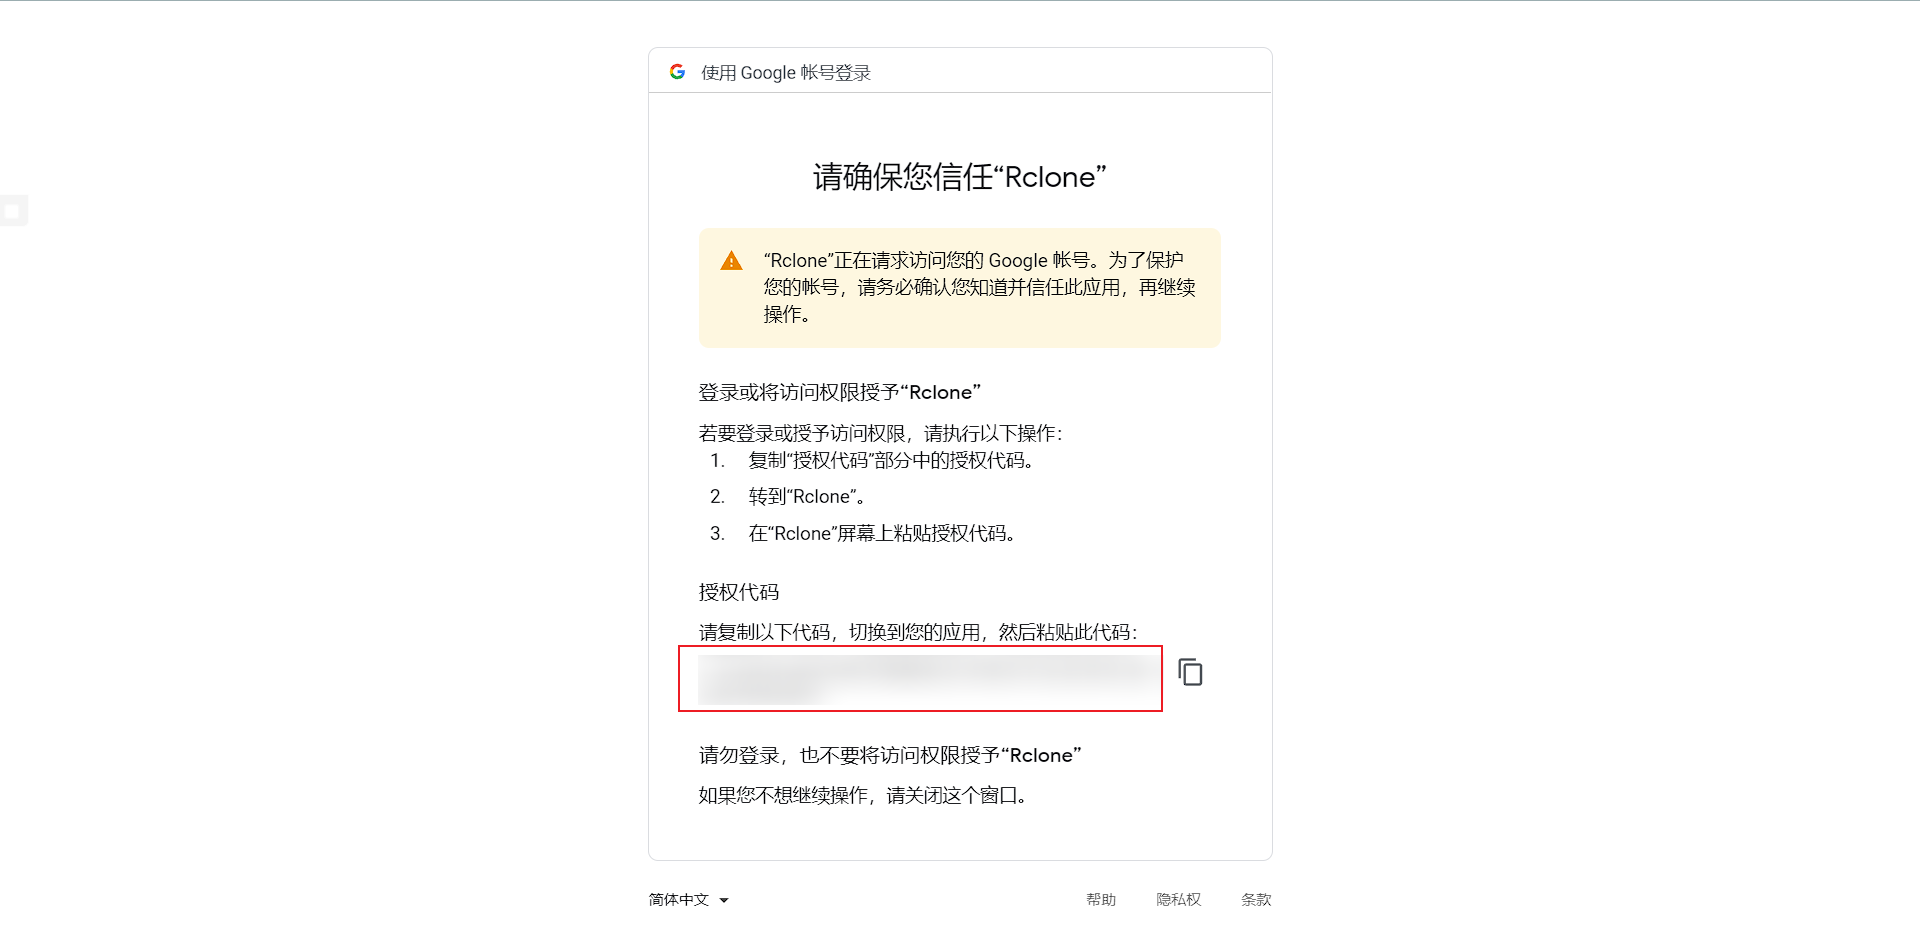 使用 Google 帐号登录
请确保您信任“Rclone”
“Rclone”正在请求访问您的 Google 帐号。为了保护
您的帐号，请务必确认您知道并信任此应用，再继续
操作。
登录或将访问权限授予“Rclone”
若要登录或授予访问权限，请执行以下操作：
1. 复制“授权代码”部分中的授权代码。
2. 转到“Rclone”。
3. 在“Rclone”屏幕上粘贴授权代码。
授权代码
请复制以下代码，切换到您的应用，然后粘贴此代码：
请勿登录，也不要将访问权限授予“Rclone”
如果您不想继续操作，请关闭这个窗口。
简体中文 帮助 隐私权 条款